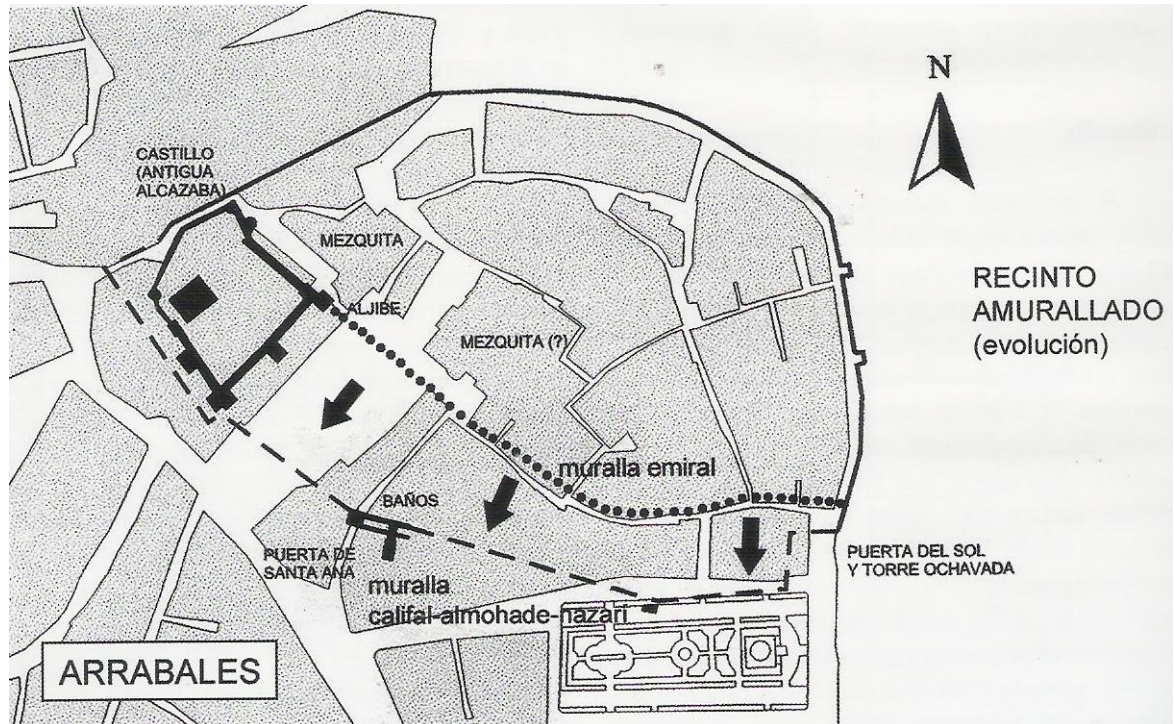 N
CASTILLO
(ANTIGUA
ALCAZABA)
MEZQUITA
ALJIBE
MEZQUITA (?)
RECINTO
AMURALLADO
(evolución)
muralla emiral
BAÑOS
PUERTA DE
SANTA ANA
muralla
califal-almohade-nazarí
PUERTA DEL SOL
Y TORRE OCHAVADA
ARRABALES